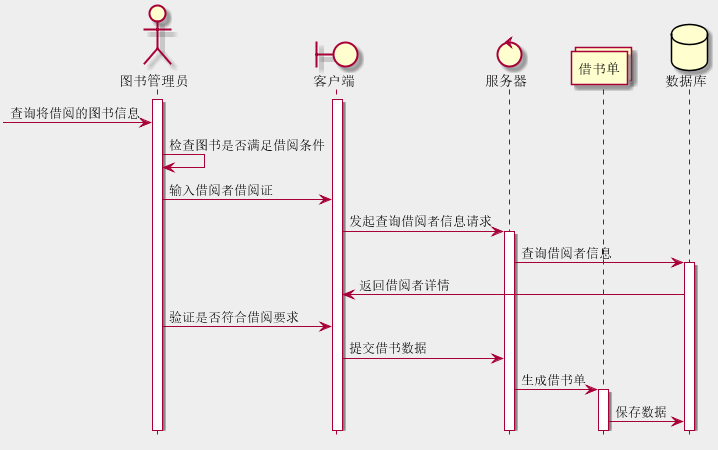 图书管理员
客户端
服务器
借书单
数据库
查询将借阅的图书信息
检查图书是否满足借阅条件
输入借阅者借阅证
发起查询借阅者信息请求
查询借阅者信息
返回借阅者详情
验证是否符合借阅要求
提交借书数据
生成借书单
保存数据